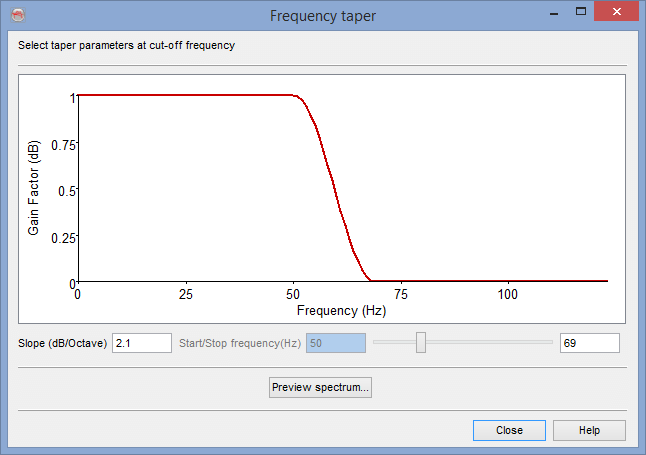 Frequency taper
Select taper parameters at cut-off frequency
1
0.75
0.5
0.25
0
Gain Factor (dB)
0 25 50 75 100
Frequency (Hz)
Slope (dB/Octave) 2.1 Start/Stop frequency(Hz) 50 69
Preview spectrum...
Close Help